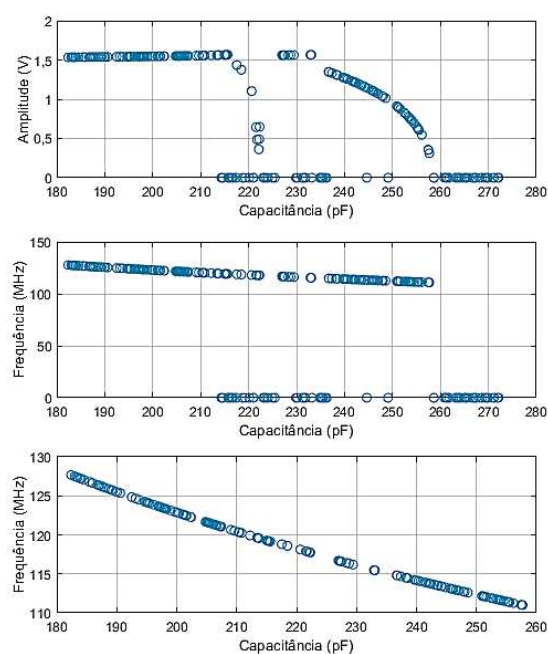 2
1,5
1
0,5
0
Amplitude (V)
180 190 200 210 220 230 240 250 260 270 280
Capacitância (pF)
150
100
50
0
Frequência (MHz)
180 190 200 210 220 230 240 250 260 270 280
Capacitância (pF)
130
125
120
115
110
Frequência (MHz)
180 190 200 210 220 230 240 250 260
Capacitância (pF)